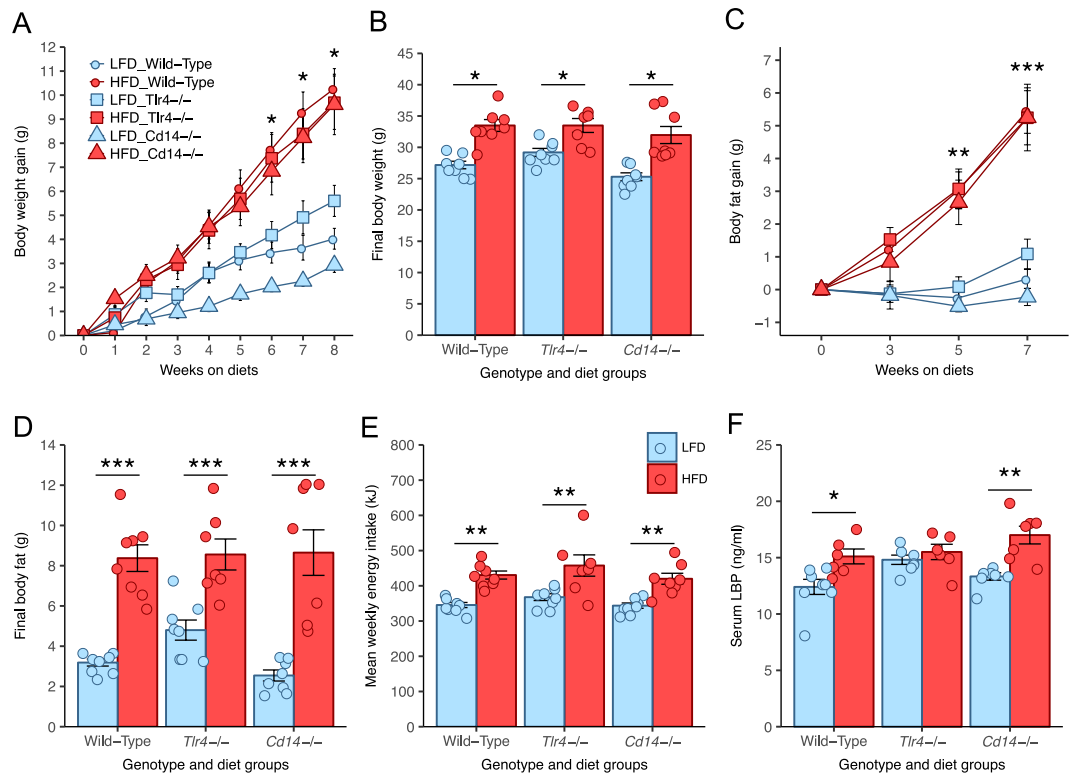 A
Body weight gain (g)
12
11
10
9
8
7
6
5
4
3
2
1
0
LFD_Wild–Type
HFD_Wild–Type
LFD_Tlr4−/−
HFD_Tlr4−/−
LFD_Cd14−/−
HFD_Cd14−/−
* * *
0 1 2 3 4 5 6 7 8
Weeks on diets
B
Final body weight (g)
45
40
35
30
25
20
15
10
5
0
* * *
Wild–Type Tlr4−/− Cd14−/−
Genotype and diet groups
C
Body fat gain (g)
7
6
5
4
3
2
1
0
−1
** ***
0 3 5 7
Weeks on diets
D
Final body fat (g)
14
12
10
8
6
4
2
0
*** *** ***
Wild–Type Tlr4−/− Cd14−/−
Genotype and diet groups
E
Mean weekly energy intake (kJ)
800
700
600
500
400
300
200
100
0
LFD
HFD
** ** **
Wild–Type Tlr4−/− Cd14−/−
Genotype and diet groups
F
Serum LBP (ng/ml)
25
20
15
10
5
0
* **
Wild–Type Tlr4−/− Cd14−/−
Genotype and diet groups